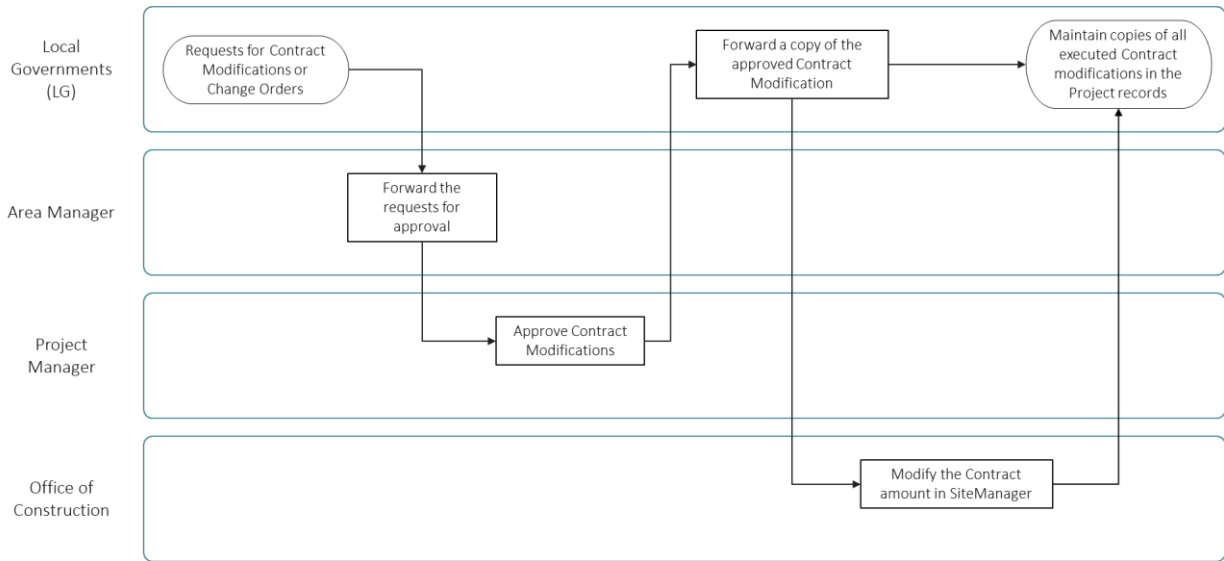 Local
Governments
(LG)
Requests for Contract
Modifications or
Change Orders
Forward a copy of the
approved Contract
Modification
Maintain copies of all
executed Contract
modifications in the
Project records
Area Manager
Forward the
requests for
approval
Project
Manager
Approve Contract
Modifications
Office of
Construction
Modify the Contract
amount in SiteManager